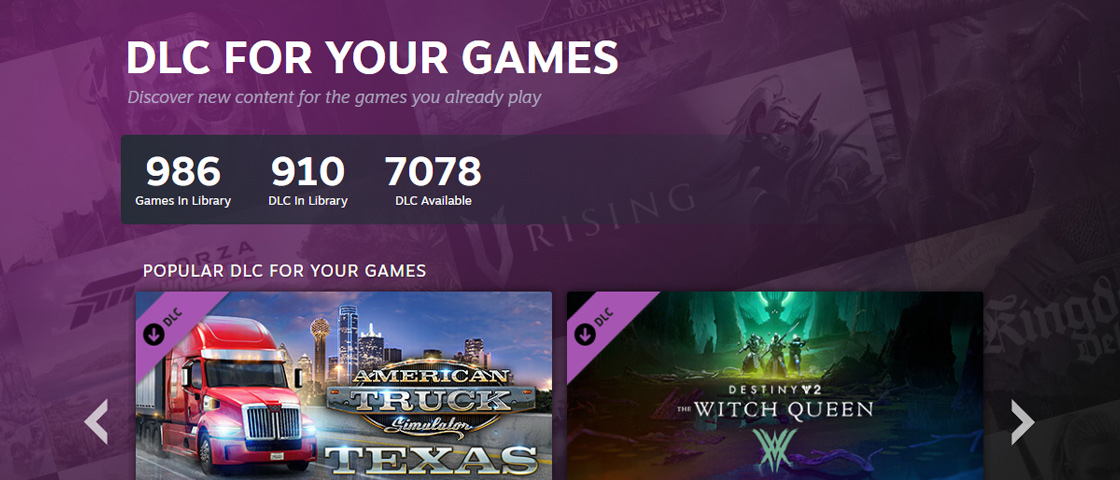 TOTAL WAR
WARHAMMER
DLC FOR YOUR GAMES
Discover new content for the games you already play
986 910 7078
Games In Library DLC In Library DLC Available
V RISING
FORZA
POPULAR DLC FOR YOUR GAMES
DLC DLC
AMERICAN
TRUCK
Simulator
TEXAS
DESTINY 2
THE WITCH QUEEN